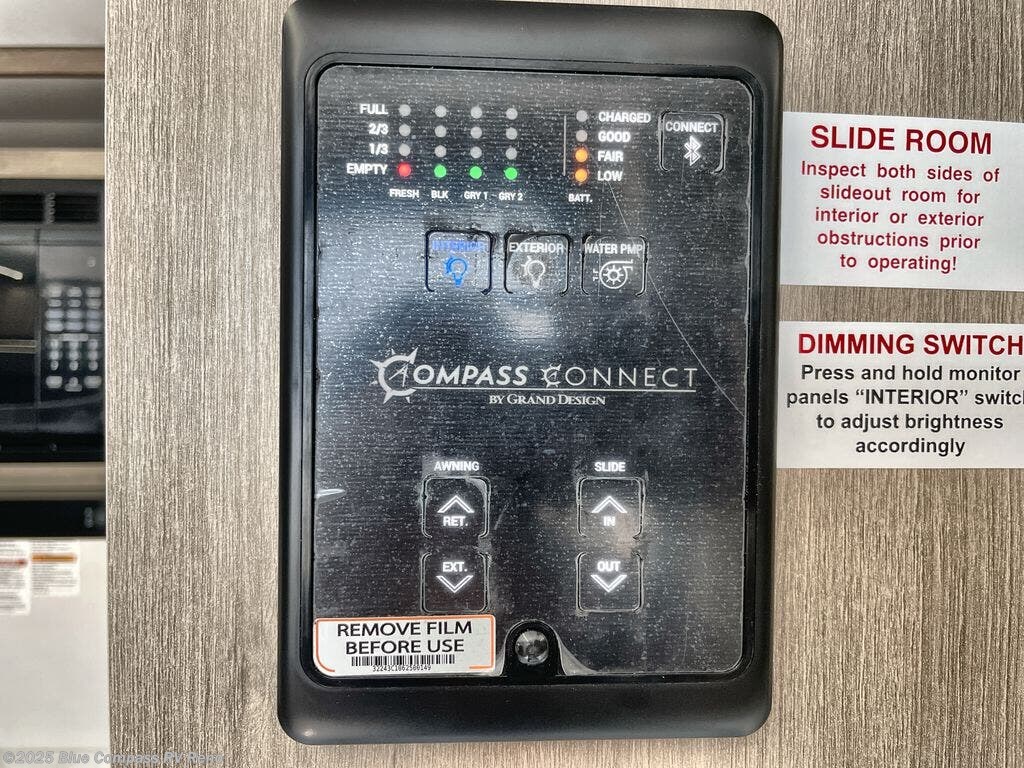 FULL
2/3
1/3
EMPTY
FRESH BLK GRY 1 GRY 2
CHARGED
GOOD
FAIR
LOW
BATT.
CONNECT
INTERIOR EXTERIOR WATER PMP
COMPASS CONNECT
BY GRAND DESIGN
AWNING SLIDE
RET. IN
EXT. OUT
REMOVE FILM
BEFORE USE
32243C1062500149
SLIDE ROOM
Inspect both sides of
slideout room for
interior or exterior
obstructions prior
to operating!
DIMMING SWITCH
Press and hold monitor
panels “INTERIOR” switch
to adjust brightness
accordingly
©2025 Blue Compass RV Reno